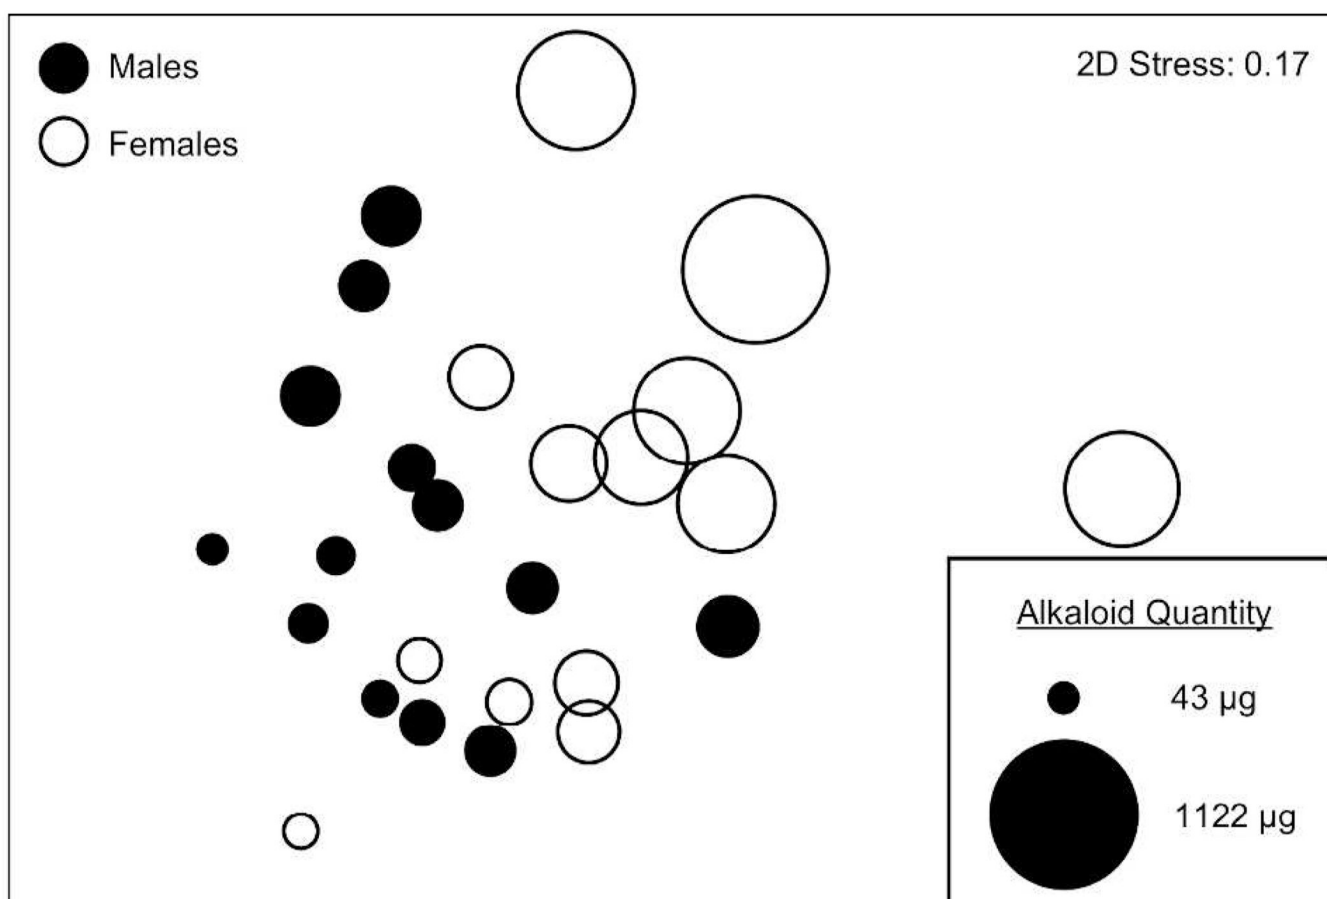 Males
2D Stress: 0.17
Females
Alkaloid Quantity
43 µg
1122 µg